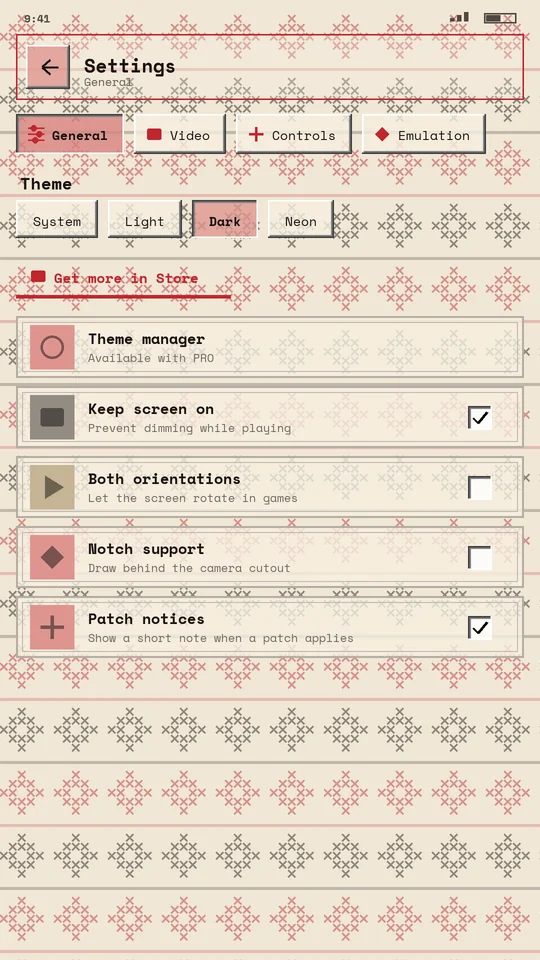 9:41
Settings
General
General
Video
Controls
Emulation
Theme
System
Light
Dark
Neon
Get more in Store
Theme manager
Available with PRO
Keep screen on
Prevent dimming while playing
Both orientations
Let the screen rotate in games
Notch support
Draw behind the camera cutout
Patch notices
Show a short note when a patch applies